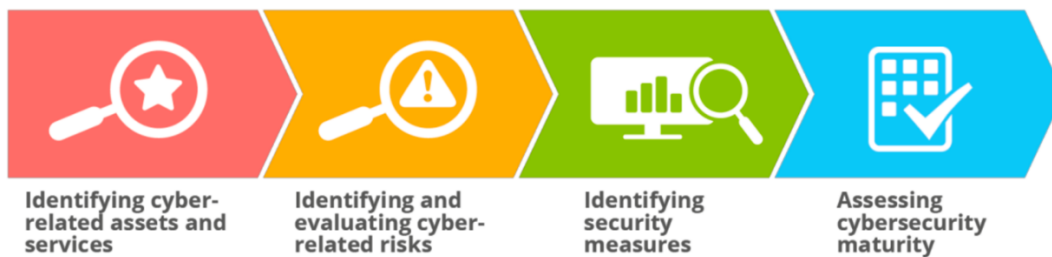 Identifying cyber-
related assets and
services
Identifying and
evaluating cyber-
related risks
Identifying
security
measures
Assessing
cybersecurity
maturity